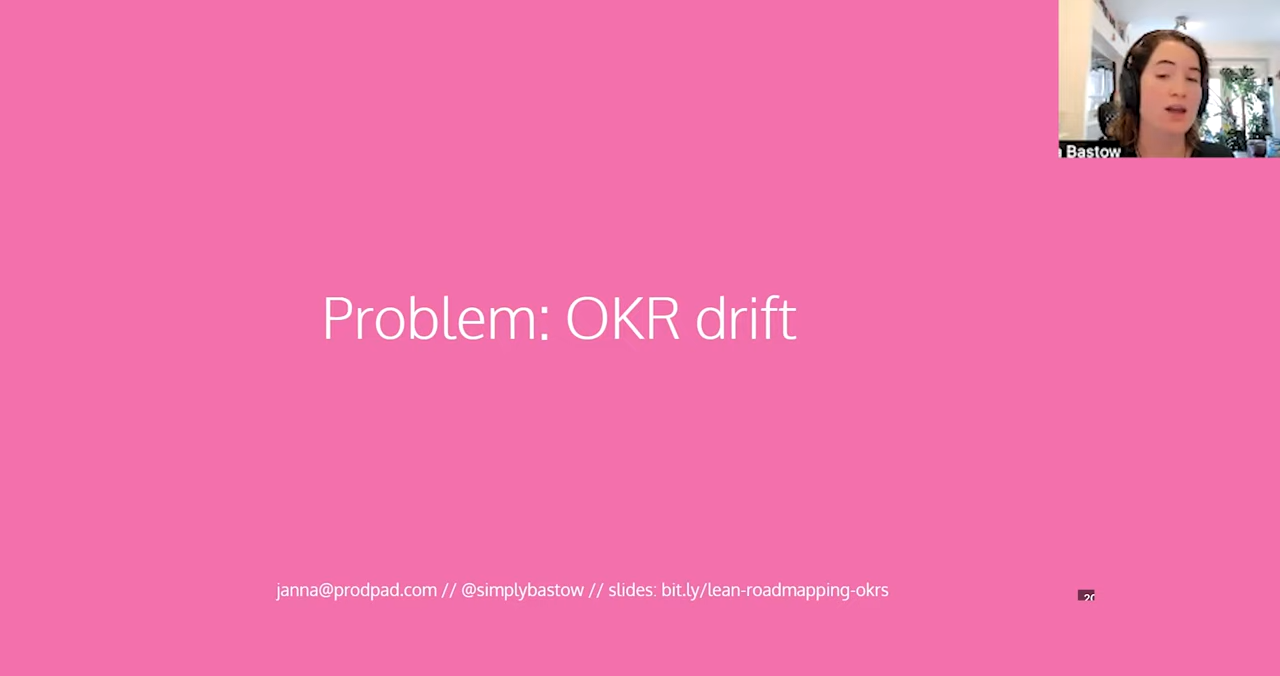 Bastow
Problem: OKR drift
janna@prodpad.com // @simplybastow // slides: bit.ly/lean-roadmapping-okrs